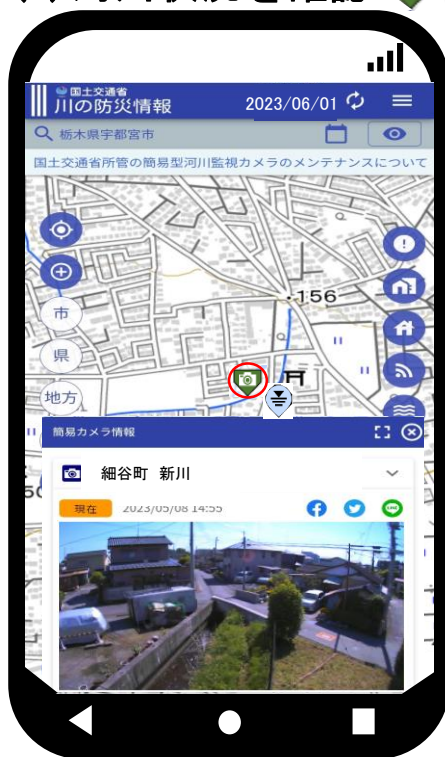 国土交通省
川の防災情報
2023/06/01
栃木県宇都宮市
国土交通省所管の簡易型河川監視カメラのメンテナンスについて
156
市
県
地方
簡易カメラ情報
細谷町 新川
現在 2023/05/08 14:55
LINE